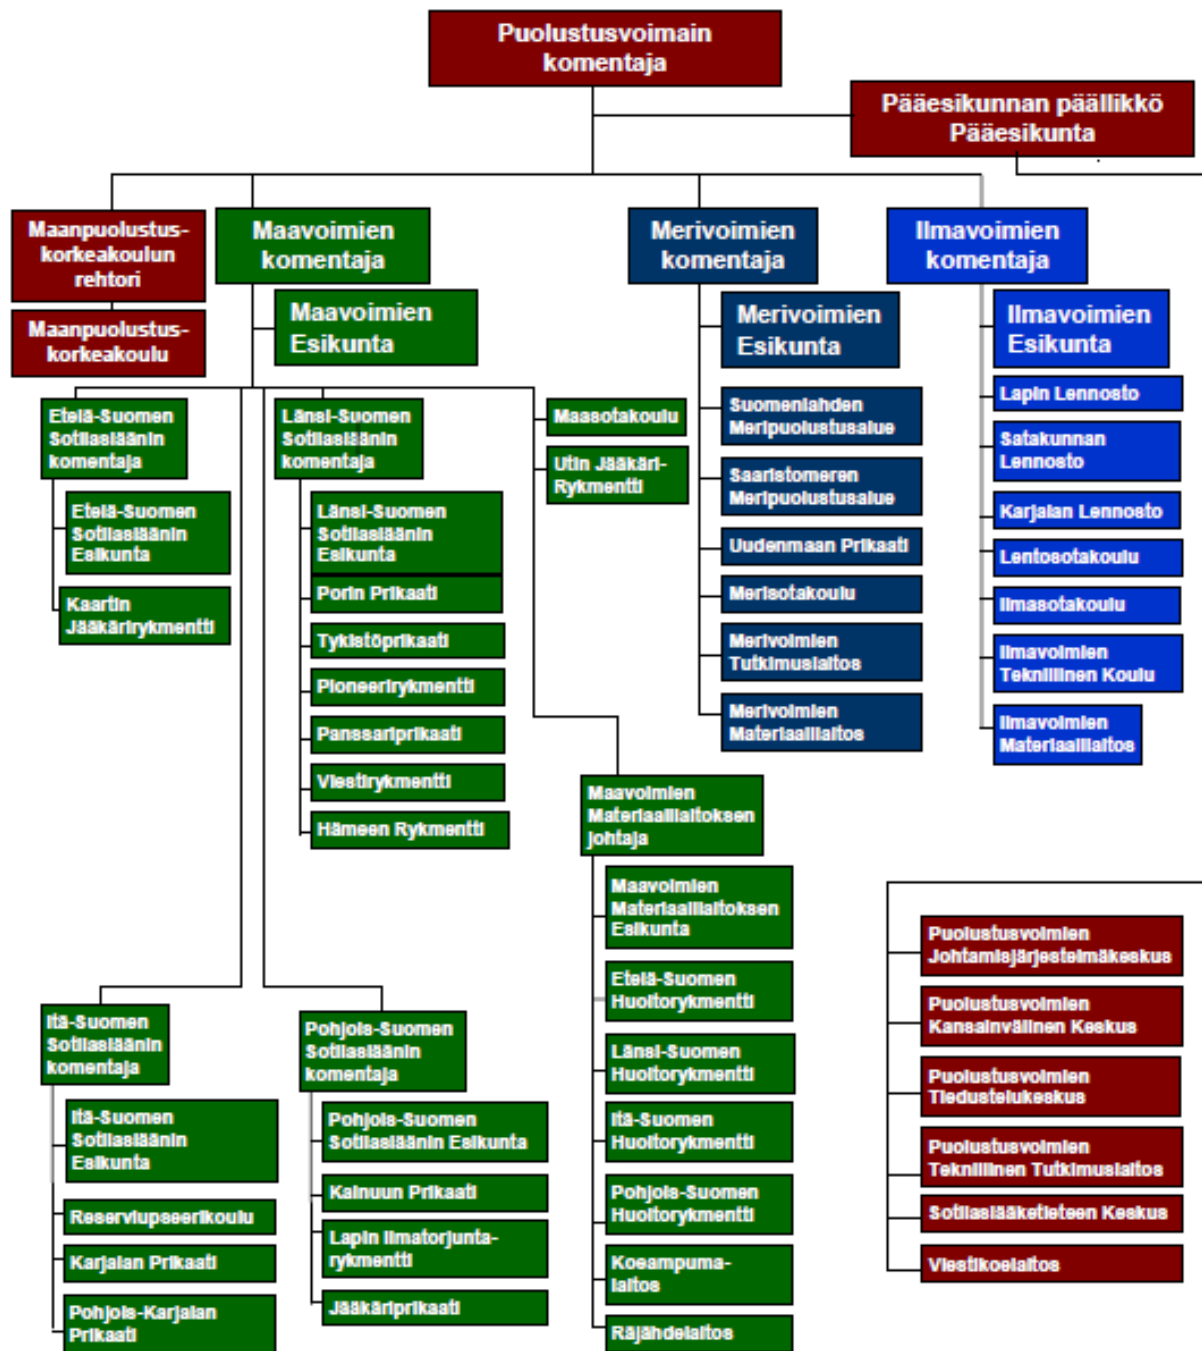 Puolustusvoimain
komentaja
Pääesikunnan päällikkö
Pääesikunta
Maanpuolustus-
korkeakoulun
rehtori
Maanpuolustus-
korkeakoulu
Maavoimien
komentaja
Maavoimien
Esikunta
Merivoimien
komentaja
Merivoimien
Esikunta
Ilmavoimien
komentaja
Ilmavoimien
Esikunta
Etelä-Suomen
Sotilasläänin
komentaja
Etelä-Suomen
Sotilasläänin
Esikunta
Kaartin
Jääkärirykmentti
Länsi-Suomen
Sotilasläänin
komentaja
Länsi-Suomen
Sotilasläänin
Esikunta
Porin Prikaati
Tykistöprikaati
Pioneerirykmentti
Panssariprikaati
Viestirykmentti
Hämeen Rykmentti
Maasotakoulu
Utin Jääkäri-
Rykmentti
Suomenlahden
Meripuolustusalue
Saaristomeren
Meripuolustusalue
Uudenmaan Prikaati
Merisotakoulu
Merivoimien
Tutkimuslaitos
Merivoimien
Materiaalilaitos
Lapin Lennosto
Satakunnan
Lennosto
Karjalan Lennosto
Lentosotakoulu
Ilmasotakoulu
Ilmavoimien
Teknillinen Koulu
Ilmavoimien
Materiaalilaitos
Maavoimien
Materiaalilaitoksen
johtaja
Maavoimien
Materiaalilaitoksen
Esikunta
Etelä-Suomen
Huoltorykmentti
Länsi-Suomen
Huoltorykmentti
Itä-Suomen
Huoltorykmentti
Pohjois-Suomen
Huoltorykmentti
Koeampuma-
laitos
Räjähdelaitos
Itä-Suomen
Sotilasläänin
komentaja
Itä-Suomen
Sotilasläänin
Esikunta
Reserviupseerikoulu
Karjalan Prikaati
Pohjois-Karjalan
Prikaati
Pohjois-Suomen
Sotilasläänin
komentaja
Pohjois-Suomen
Sotilasläänin Esikunta
Kainuun Prikaati
Lapin Ilmatorjunta-
rykmentti
Jääkäriprikaati
Puolustusvoimien
Johtamisjärjestelmäkeskus
Puolustusvoimien
Kansainvälinen Keskus
Puolustusvoimien
Tiedustelukeskus
Puolustusvoimien
Teknillinen Tutkimuslaitos
Sotilaslääketieteen Keskus
Viestikoelaitos